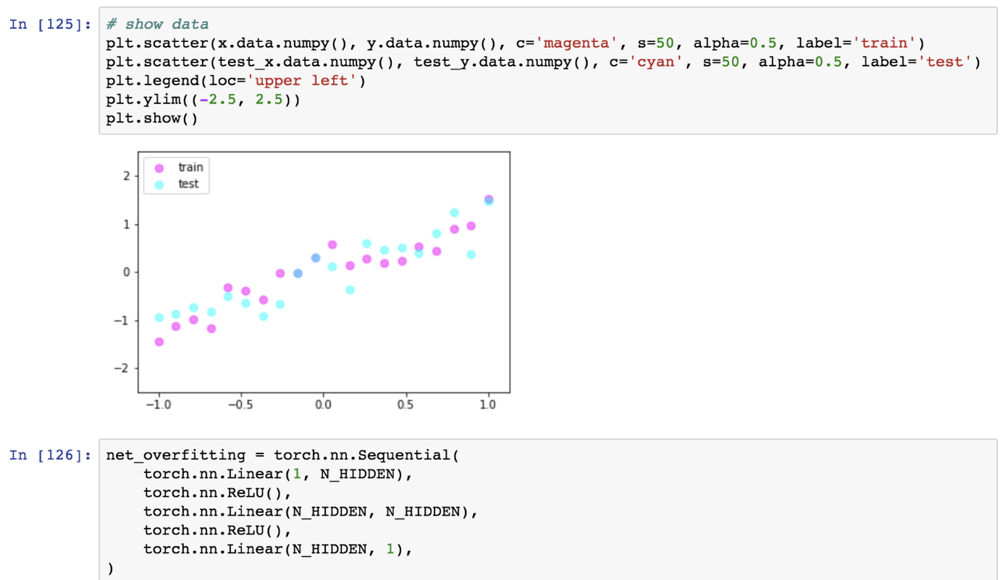 In [125]:
# show data
plt.scatter(x.data.numpy(), y.data.numpy(), c='magenta', s=50, alpha=0.5, label='train')
plt.scatter(test_x.data.numpy(), test_y.data.numpy(), c='cyan', s=50, alpha=0.5, label='test')
plt.legend(loc='upper left')
plt.ylim((-2.5, 2.5))
plt.show()
train
test
2
1
0
−1
−2
−1.0 −0.5 0.0 0.5 1.0
In [126]:
net_overfitting = torch.nn.Sequential(
    torch.nn.Linear(1, N_HIDDEN),
    torch.nn.ReLU(),
    torch.nn.Linear(N_HIDDEN, N_HIDDEN),
    torch.nn.ReLU(),
    torch.nn.Linear(N_HIDDEN, 1),
)